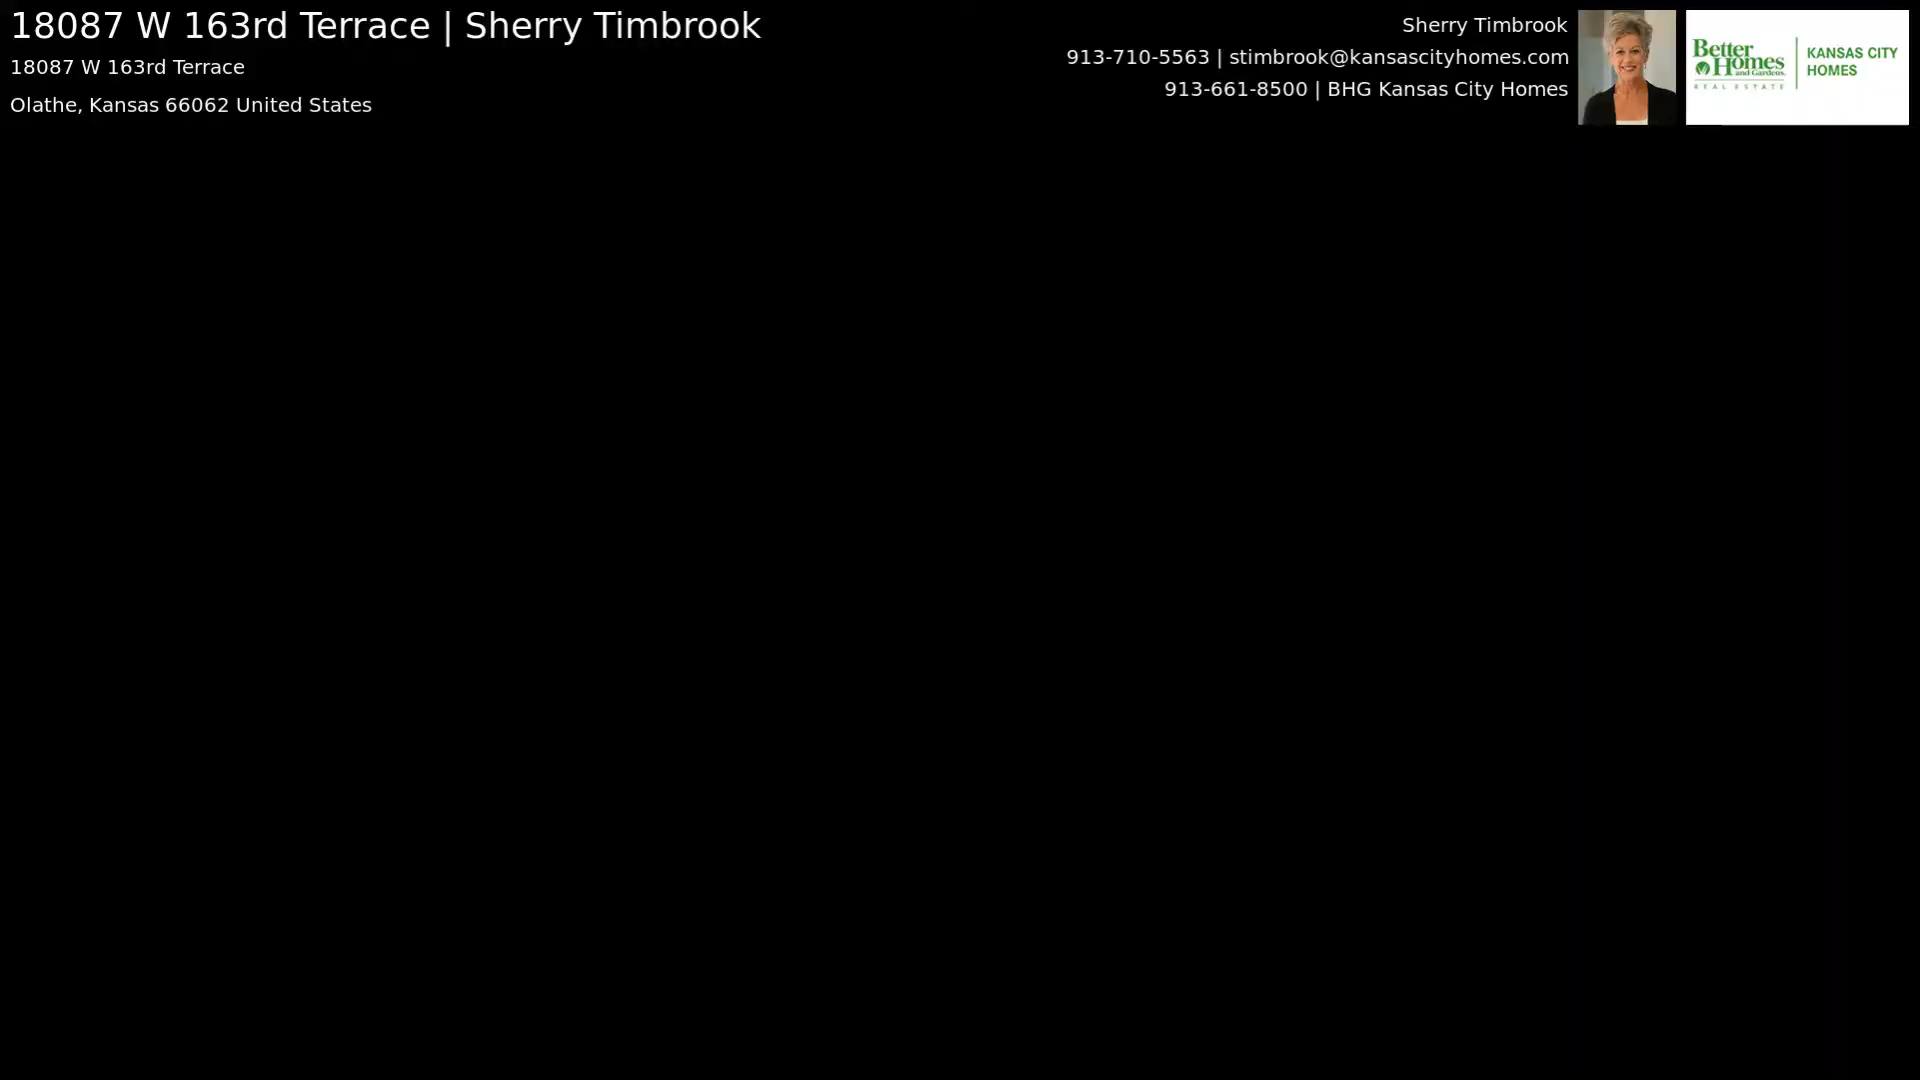 18087 W 163rd Terrace | Sherry Timbrook
18087 W 163rd Terrace
Olathe, Kansas 66062 United States
Sherry Timbrook
913-710-5563 | stimbrook@kansascityhomes.com
913-661-8500 | BHG Kansas City Homes
Better
Homes
and Gardens.
REAL ESTATE
KANSAS CITY
HOMES